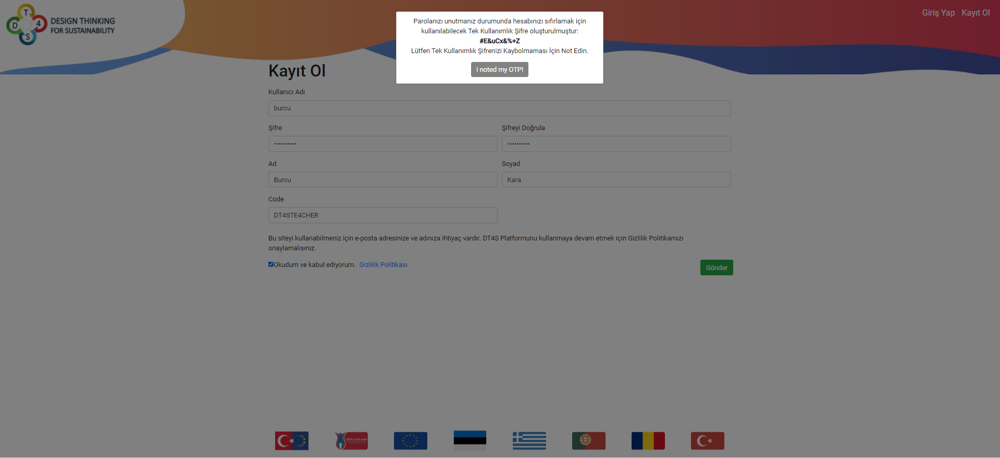 T
D
4
S
DESIGN THINKING
FOR SUSTAINABILITY
Giriş Yap
Kayıt Ol
Parolanızı unutmanız durumunda hesabınızı sıfırlamak için
kullanılabilecek Tek Kullanımlık Şifre oluşturulmuştur:
#E&uCx&%+Z
Lütfen Tek Kullanımlık Şifrenizi Kaybolmaması İçin Not Edin.
I noted my OTP!
Kayıt Ol
Kullanıcı Adı
burcu
Şifre
Şifreyi Doğrula
••••••••••
••••••••••
Ad
Soyad
Burcu
Kara
Code
DT4STE4CHER
Bu siteyi kullanabilmeniz için e-posta adresinize ve adınıza ihtiyaç vardır. DT4S Platformunu kullanmaya devam etmek için Gizlilik Politikamızı
onaylamalısınız.
Okudum ve kabul ediyorum. Gizlilik Politikası
Gönder